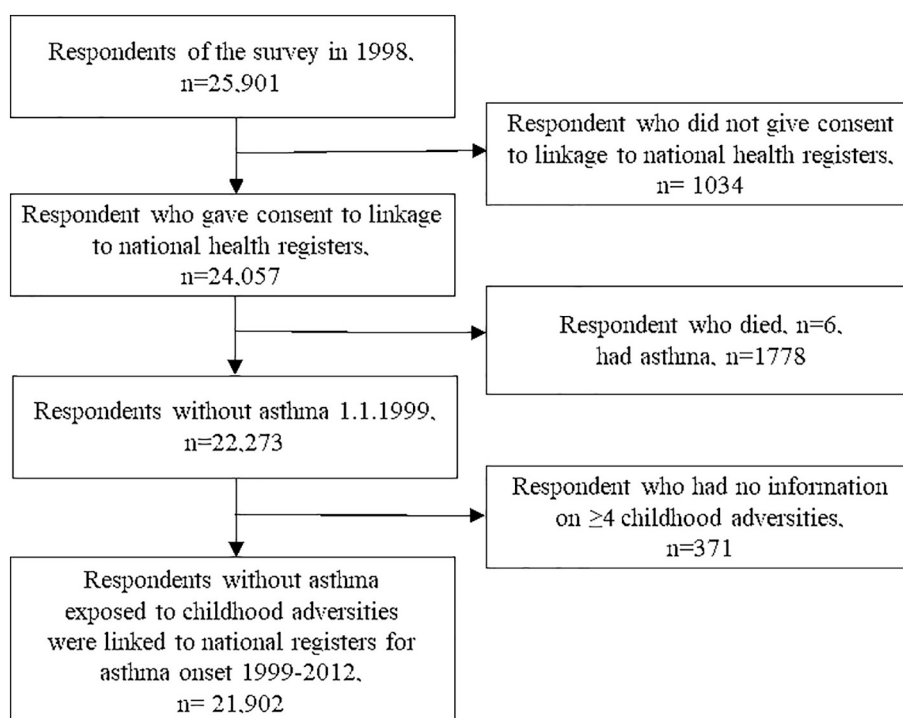 Respondents of the survey in 1998,
n=25,901
Respondent who did not give consent
to linkage to national health registers,
n= 1034
Respondent who gave consent to linkage
to national health registers,
n=24,057
Respondent who died, n=6,
had asthma, n=1778
Respondents without asthma 1.1.1999,
n=22,273
Respondent who had no information
on ≥4 childhood adversities,
n=371
Respondents without asthma
exposed to childhood adversities
were linked to national registers for
asthma onset 1999-2012,
n= 21,902